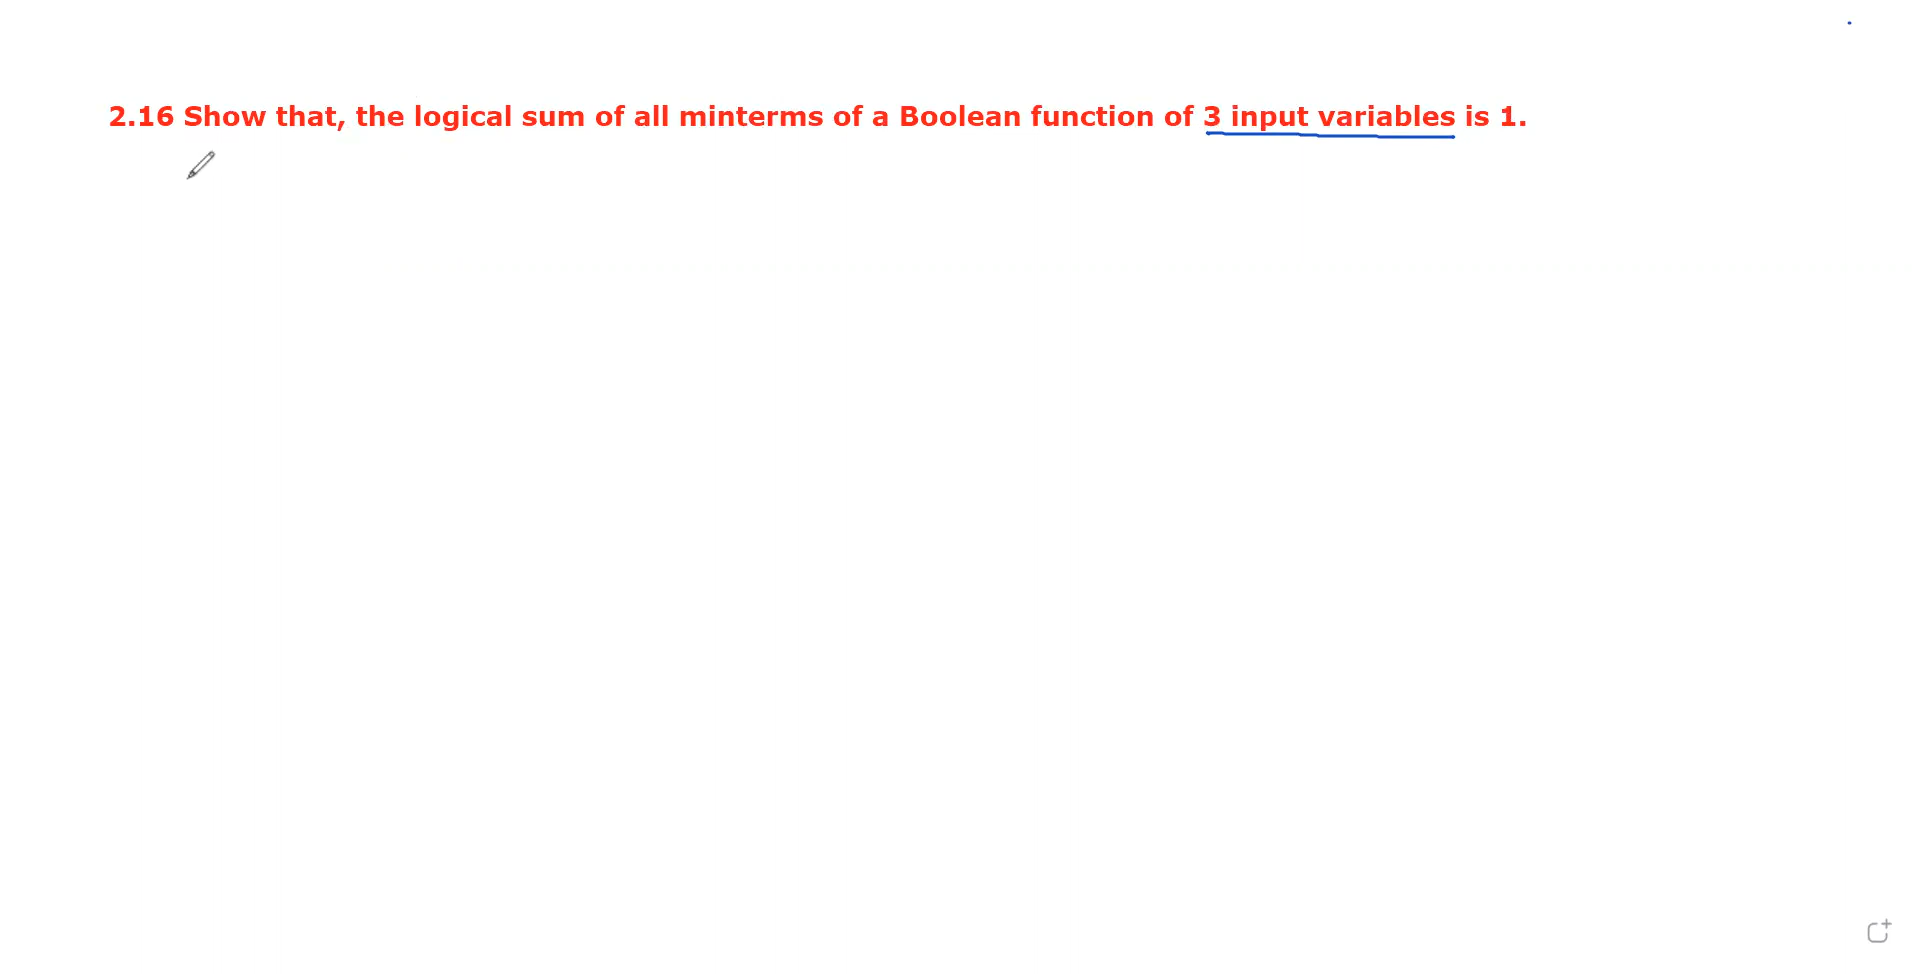 2.16 Show that, the logical sum of all minterms of a Boolean function of 3 input variables is 1.